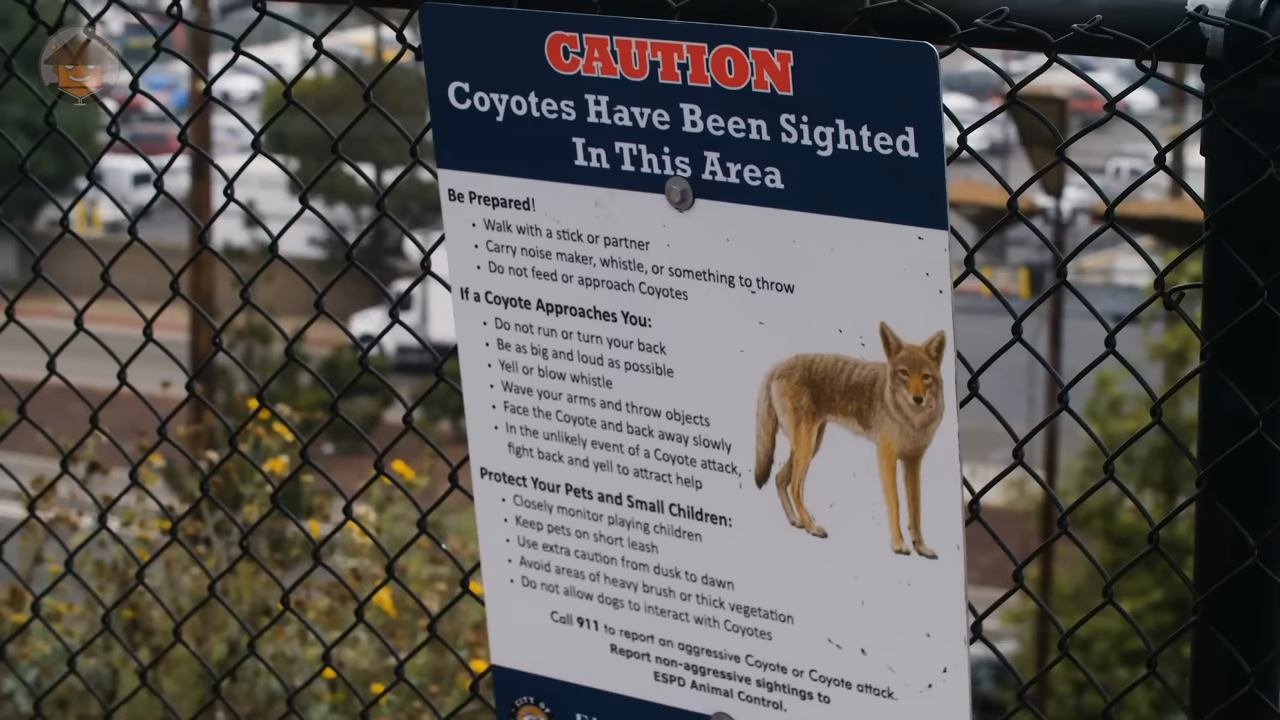 CAUTION
Coyotes Have Been Sighted
In This Area
Be Prepared!
• Walk with a stick or partner
• Carry noise maker, whistle, or something to throw
• Do not feed or approach Coyotes
If a Coyote Approaches You:
• Do not run or turn your back
• Be as big and loud as possible
• Yell or blow whistle
• Wave your arms and throw objects
• Face the Coyote and back away slowly
• In the unlikely event of a Coyote attack,
fight back and yell to attract help
Protect Your Pets and Small Children:
• Closely monitor playing children
• Keep pets on short leash
• Use extra caution from dusk to dawn
• Avoid areas of heavy brush or thick vegetation
• Do not allow dogs to interact with Coyotes
Call 911 to report an aggressive Coyote or Coyote attack.
Report non-aggressive sightings to
ESPD Animal Control.
CITY OF